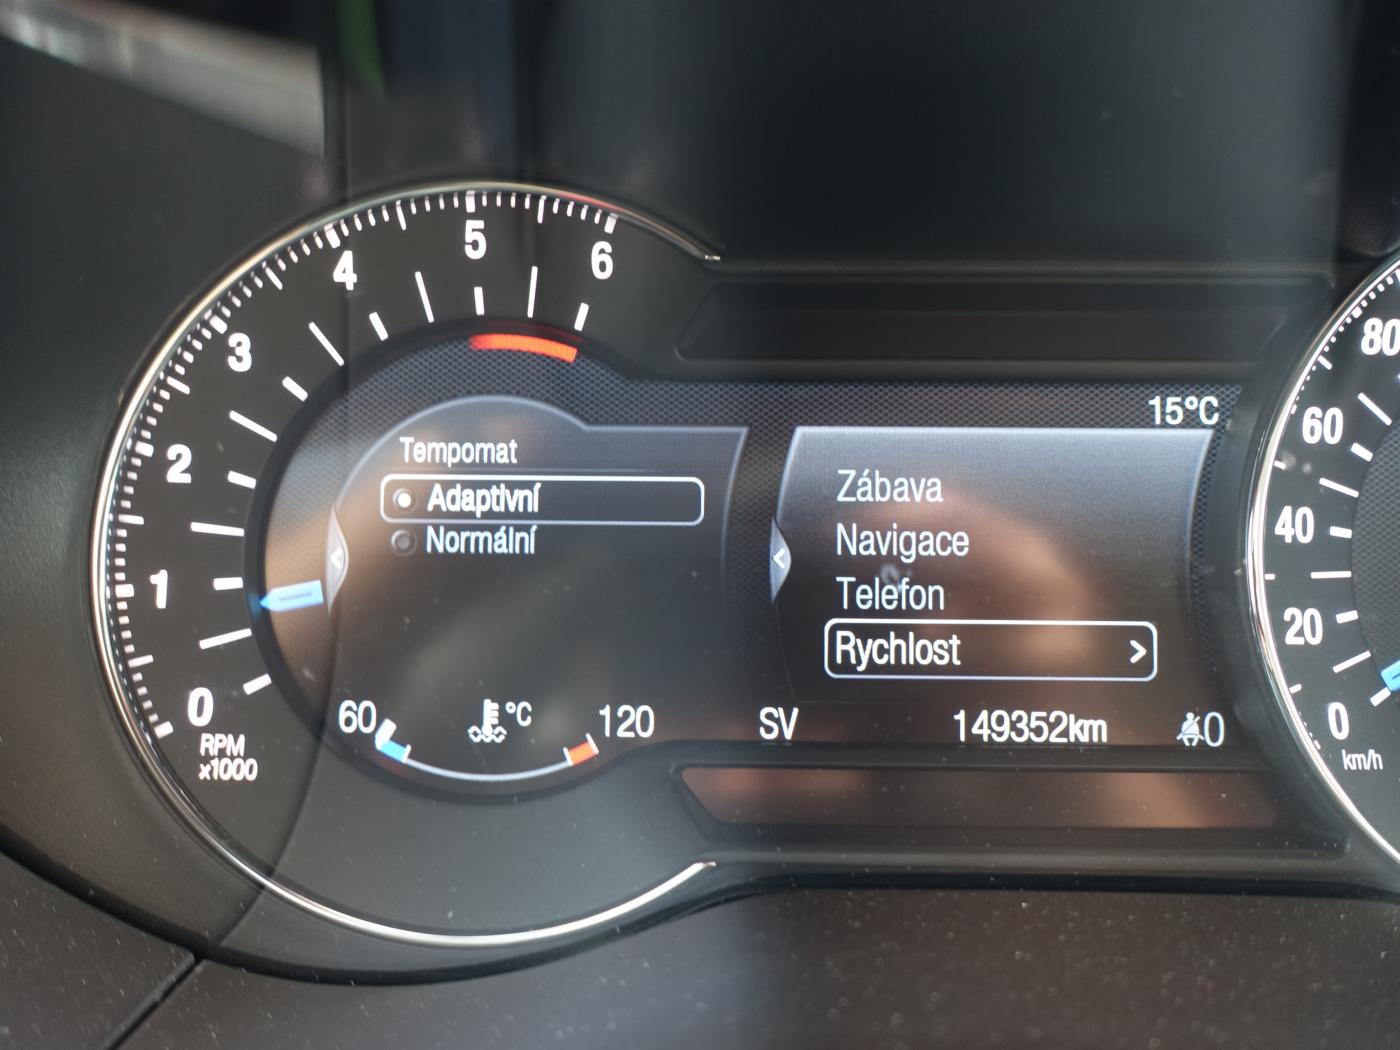 0
1
2
3
4
5
6
RPM
x1000
Tempomat
Adaptivní
Normální
60
°C
120
15°C
Zábava
Navigace
Telefon
Rychlost >
SV
149352km
0
80
60
40
20
0
km/h